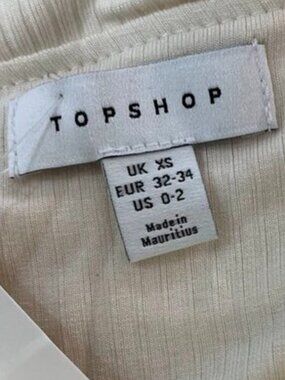 TOPSHOP
UK XS
EUR 32-34
US 0-2
Made in
Mauritius